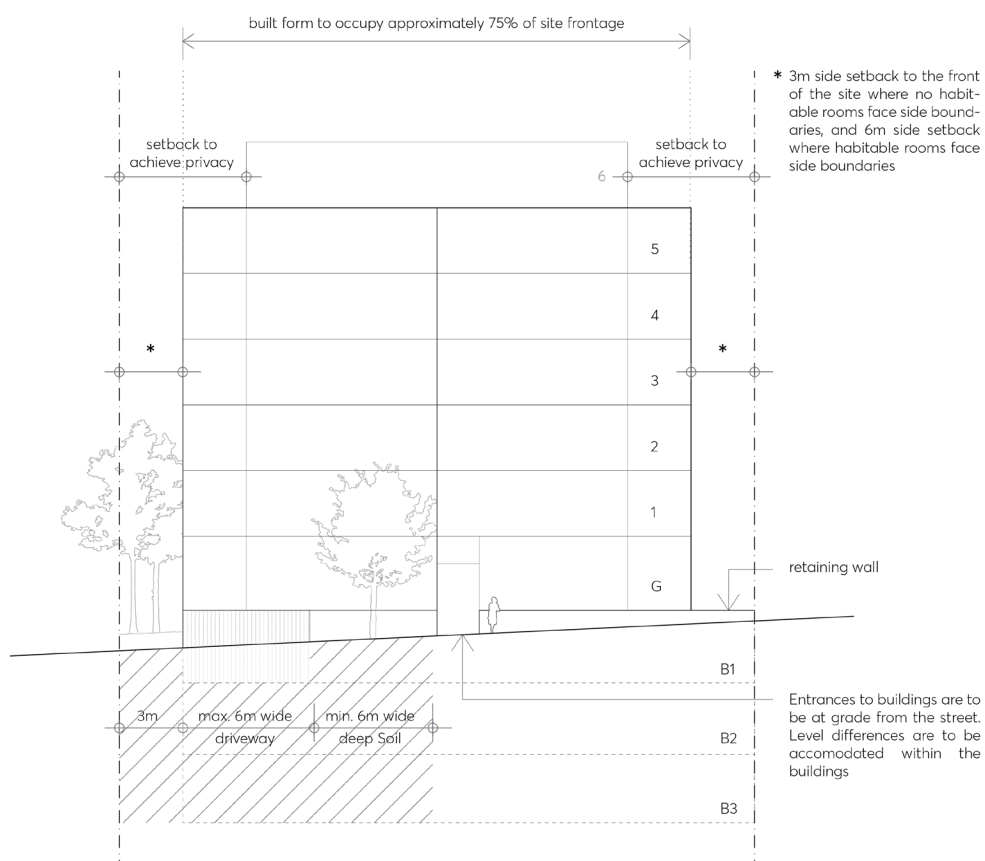 built form to occupy approximately 75% of site frontage
* 3m side setback to the front
of the site where no habit-
able rooms face side bound-
aries, and 6m side setback
where habitable rooms face
side boundaries
setback to
achieve privacy
setback to
achieve privacy
6
5
4
*
*
3
2
1
G
retaining wall
B1
Entrances to buildings are to
be at grade from the street.
Level differences are to be
accomodated within the
buildings
3m
max. 6m wide
driveway
min. 6m wide
deep Soil
B2
B3